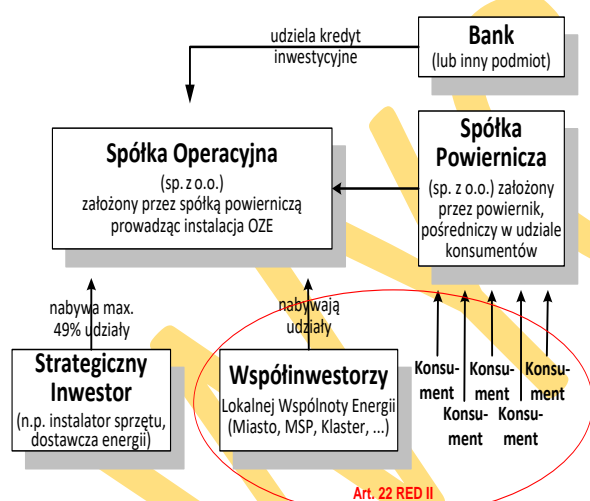 udziela kredyt
inwestycyjne
Bank
(lub inny podmiot)
Spółka Operacyjna
(sp. z o.o.)
założony przez spółką powierniczą
prowadząc instalacja OZE
Spółka
Powiernicza
(sp. z o.o.) założony
przez powiernik,
pośredniczy w udziale
konsumentów
nabywa max.
49% udziały
nabywają
udziały
Strategiczny
Inwestor
(n.p. instalator sprzętu,
dostawcza energii)
Współinwestorzy
Lokalnej Wspólnoty Energii
(Miasto, MSP, Klaster, ...)
Konsu-
ment
Konsu-
ment
Konsu-
ment
Konsu-
ment
Konsu-
ment
Art. 22 RED II